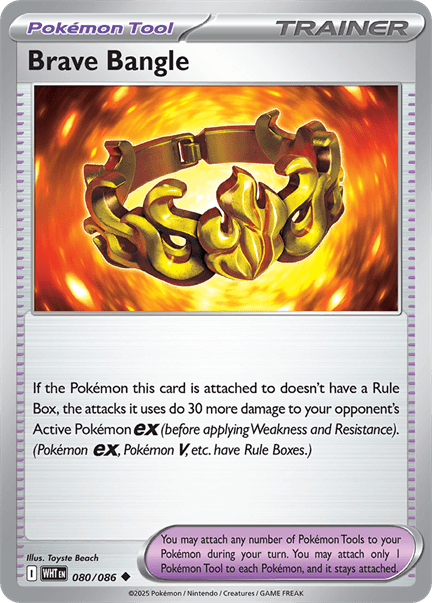 Pokémon Tool
TRAINER
Brave Bangle
If the Pokémon this card is attached to doesn't have a Rule
Box, the attacks it uses do 30 more damage to your opponent's
Active Pokémon ex (before applying Weakness and Resistance).
(Pokémon ex, Pokémon V, etc. have Rule Boxes.)
You may attach any number of Pokémon Tools to your
Pokémon during your turn. You may attach only 1
Pokémon Tool to each Pokémon, and it stays attached.
Illus. Toyste Beach
I WHT EN 080/086
©2025 Pokémon / Nintendo / Creatures / GAME FREAK